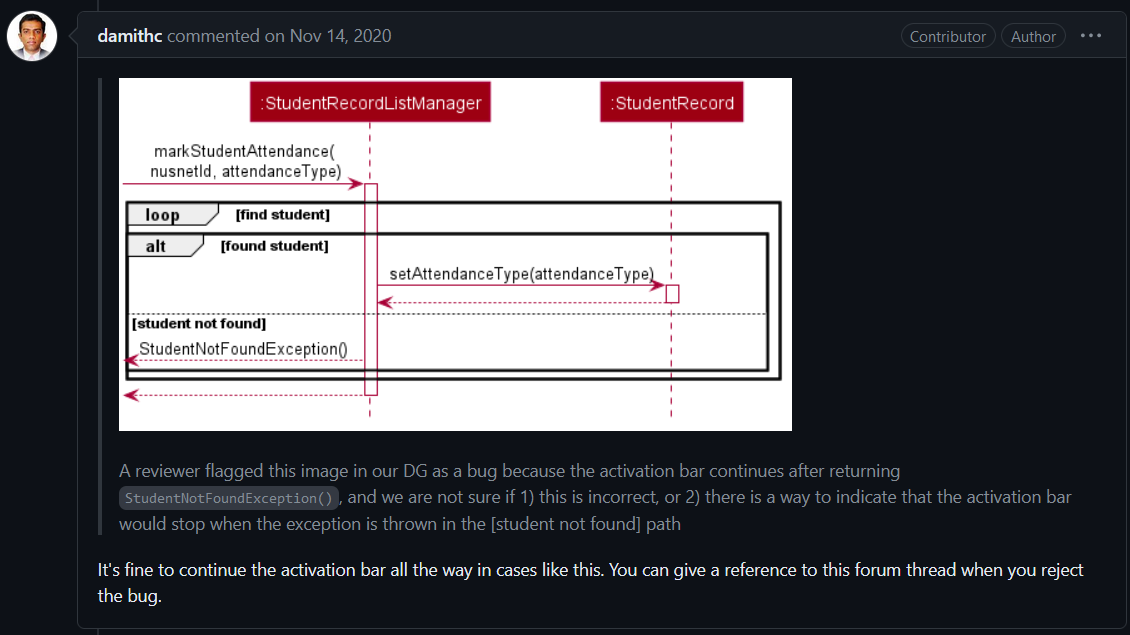 damithc commented on Nov 14, 2020
Contributor
Author
:StudentRecordListManager
:StudentRecord
markStudentAttendance(
nusnetId, attendanceType)
loop
[find student]
alt
[found student]
setAttendanceType(attendanceType)
[student not found]
StudentNotFoundException()
A reviewer flagged this image in our DG as a bug because the activation bar continues after returning
StudentNotFoundException(), and we are not sure if 1) this is incorrect, or 2) there is a way to indicate that the activation bar
would stop when the exception is thrown in the [student not found] path
It's fine to continue the activation bar all the way in cases like this. You can give a reference to this forum thread when you reject
the bug.